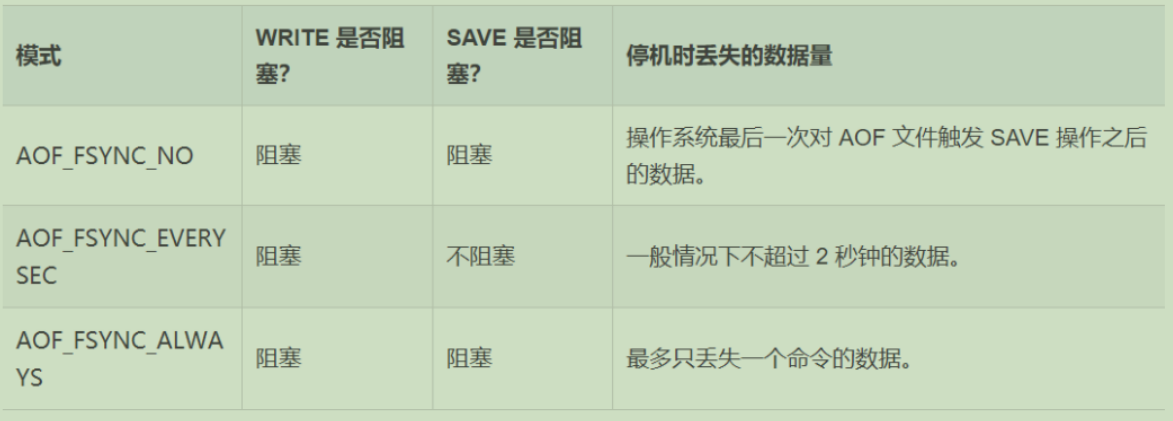 模式
WRITE 是否阻
塞?
SAVE 是否阻
塞?
停机时丢失的数据量
AOF_FSYNC_NO
阻塞
阻塞
操作系统最后一次对 AOF 文件触发 SAVE 操作之后
的数据。
AOF_FSYNC_EVERY
SEC
阻塞
不阻塞
一般情况下不超过 2 秒钟的数据。
AOF_FSYNC_ALWA
YS
阻塞
阻塞
最多只丢失一个命令的数据。